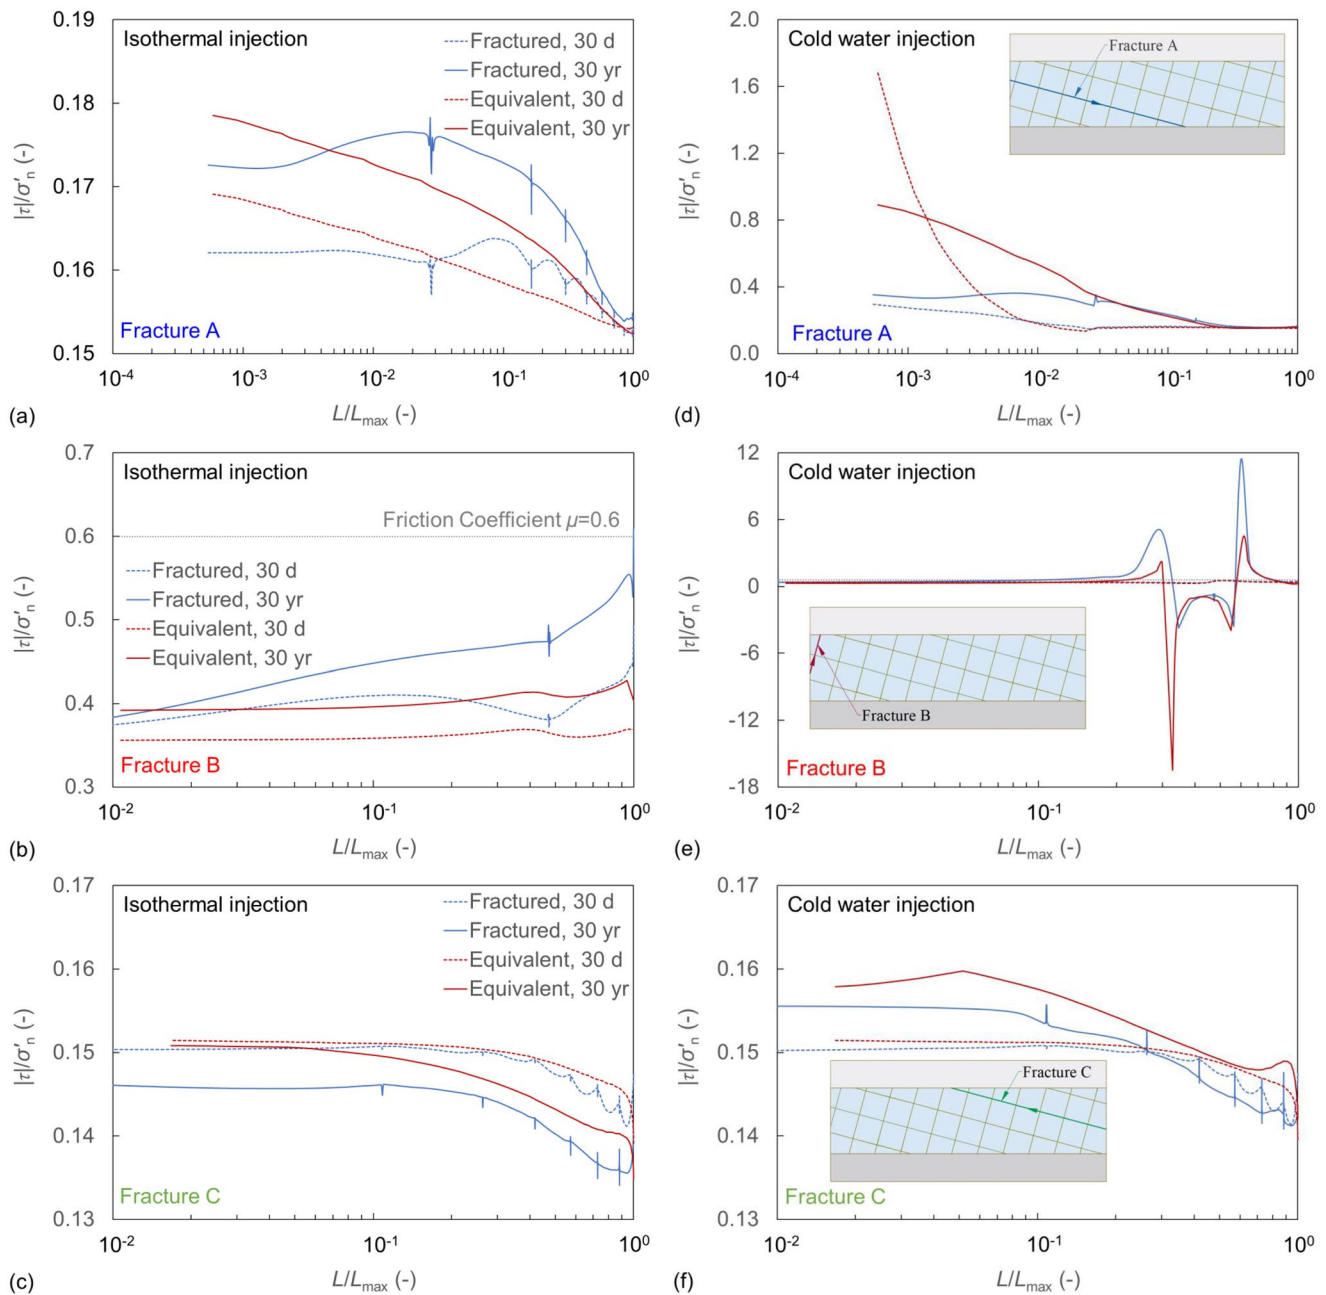 0.19
Isothermal injection
Fractured, 30 d
Fractured, 30 yr
Equivalent, 30 d
Equivalent, 30 yr
0.18
0.17
0.16
0.15
|τ|/σ'n (-)
Fracture A
10-4
10-3
10-2
10-1
100
(a)
L/Lmax (-)
2.0
Cold water injection
Fracture A
1.6
1.2
0.8
0.4
0.0
|τ|/σ'n (-)
Fracture A
10-4
10-3
10-2
10-1
100
(d)
L/Lmax (-)
0.7
Isothermal injection
Friction Coefficient μ=0.6
0.6
Fractured, 30 d
Fractured, 30 yr
Equivalent, 30 d
Equivalent, 30 yr
0.5
0.4
0.3
|τ|/σ'n (-)
Fracture B
10-2
10-1
100
(b)
L/Lmax (-)
12
Cold water injection
6
0
-6
-12
-18
|τ|/σ'n (-)
Fracture B
Fracture B
10-2
10-1
100
(e)
L/Lmax (-)
0.17
Isothermal injection
Fractured, 30 d
Fractured, 30 yr
Equivalent, 30 d
Equivalent, 30 yr
0.16
0.15
0.14
0.13
|τ|/σ'n (-)
Fracture C
10-2
10-1
100
(c)
L/Lmax (-)
0.17
Cold water injection
0.16
0.15
0.14
0.13
|τ|/σ'n (-)
Fracture C
Fracture C
10-2
10-1
100
(f)
L/Lmax (-)